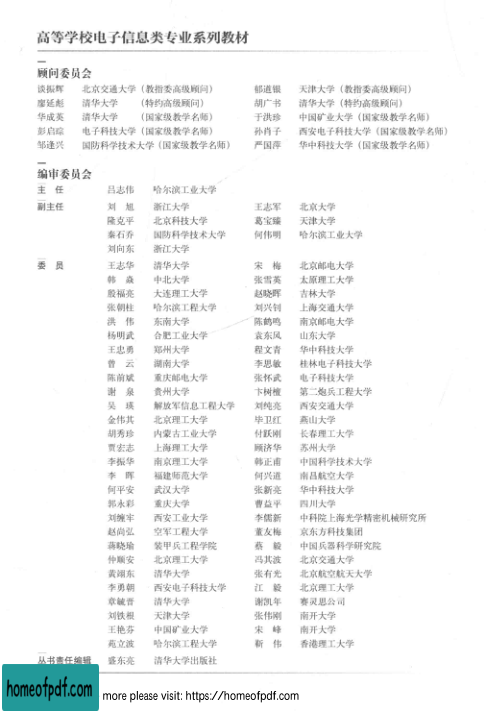 高等学校电子信息类专业系列教材
顾问委员会
谈振辉 北京交通大学（教指委高级顾问） 郁道银 天津大学（教指委高级顾问）
廖延彪 清华大学 （特约高级顾问） 胡广书 清华大学（特约高级顾问）
华成英 清华大学 （国家级教学名师） 于洪珍 中国矿业大学（国家级教学名师）
彭启琮 电子科技大学（国家级教学名师） 孙肖子 西安电子科技大学（国家级教学名师）
邹逢兴 国防科学技术大学（国家级教学名师） 严国萍 华中科技大学（国家级教学名师）
编审委员会
主 任 吕志伟 哈尔滨工业大学
副主任 刘 旭 浙江大学 王志军 北京大学
隆克平 北京科技大学 葛宝臻 天津大学
秦石乔 国防科学技术大学 何伟明 哈尔滨工业大学
刘向东 浙江大学
委 员 王志华 清华大学 宋 梅 北京邮电大学
韩 焱 中北大学 张雪英 太原理工大学
殷福亮 大连理工大学 赵晓晖 吉林大学
张朝柱 哈尔滨工程大学 刘兴钊 上海交通大学
洪 伟 东南大学 陈鹤鸣 南京邮电大学
杨明武 合肥工业大学 袁东风 山东大学
王忠勇 郑州大学 程文青 华中科技大学
曾 云 湖南大学 李思敏 桂林电子科技大学
陈前斌 重庆邮电大学 张怀武 电子科技大学
谢 泉 贵州大学 卞树檀 第二炮兵工程大学
吴 瑛 解放军信息工程大学 刘纯亮 西安交通大学
金伟其 北京理工大学 毕卫红 燕山大学
胡秀珍 内蒙古工业大学 付跃刚 长春理工大学
贾宏志 上海理工大学 顾济华 苏州大学
李振华 南京理工大学 韩正甫 中国科学技术大学
李 晖 福建师范大学 何兴道 南昌航空大学
何平安 武汉大学 张新亮 华中科技大学
郭永彩 重庆大学 曹益平 四川大学
刘缠牢 西安工业大学 李儒新 中科院上海光学精密机械研究所
赵尚弘 空军工程大学 董友梅 京东方科技集团
蒋晓瑜 装甲兵工程学院 蔡 毅 中国兵器科学研究院
仲顺安 北京理工大学 冯其波 北京交通大学
黄翊东 清华大学 张有光 北京航空航天大学
李勇朝 西安电子科技大学 江 毅 北京理工大学
章毓晋 清华大学 谢凯年 赛灵思公司
刘铁根 天津大学 张伟刚 南开大学
王艳芬 中国矿业大学 宋 峰 南开大学
苑立波 哈尔滨工程大学 靳 伟 香港理工大学
丛书责任编辑 盛东亮 清华大学出版社
homeofpdf.com more please visit: https://homeofpdf.com